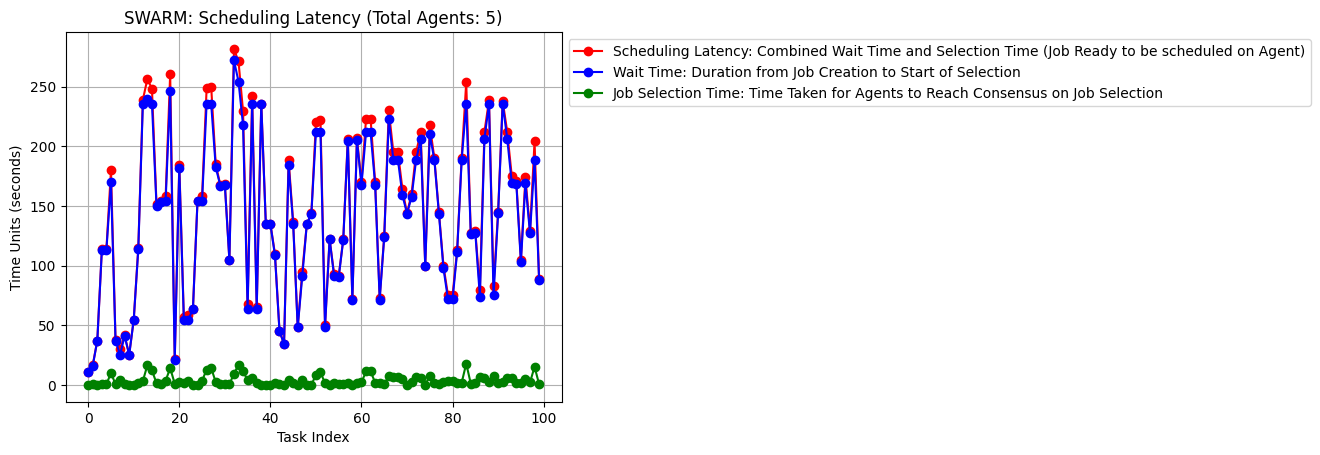 SWARM: Scheduling Latency (Total Agents: 5)
Scheduling Latency: Combined Wait Time and Selection Time (Job Ready to be scheduled on Agent)
Wait Time: Duration from Job Creation to Start of Selection
Job Selection Time: Time Taken for Agents to Reach Consensus on Job Selection
Time Units (seconds)
250
200
150
100
50
0
0 20 40 60 80 100
Task Index